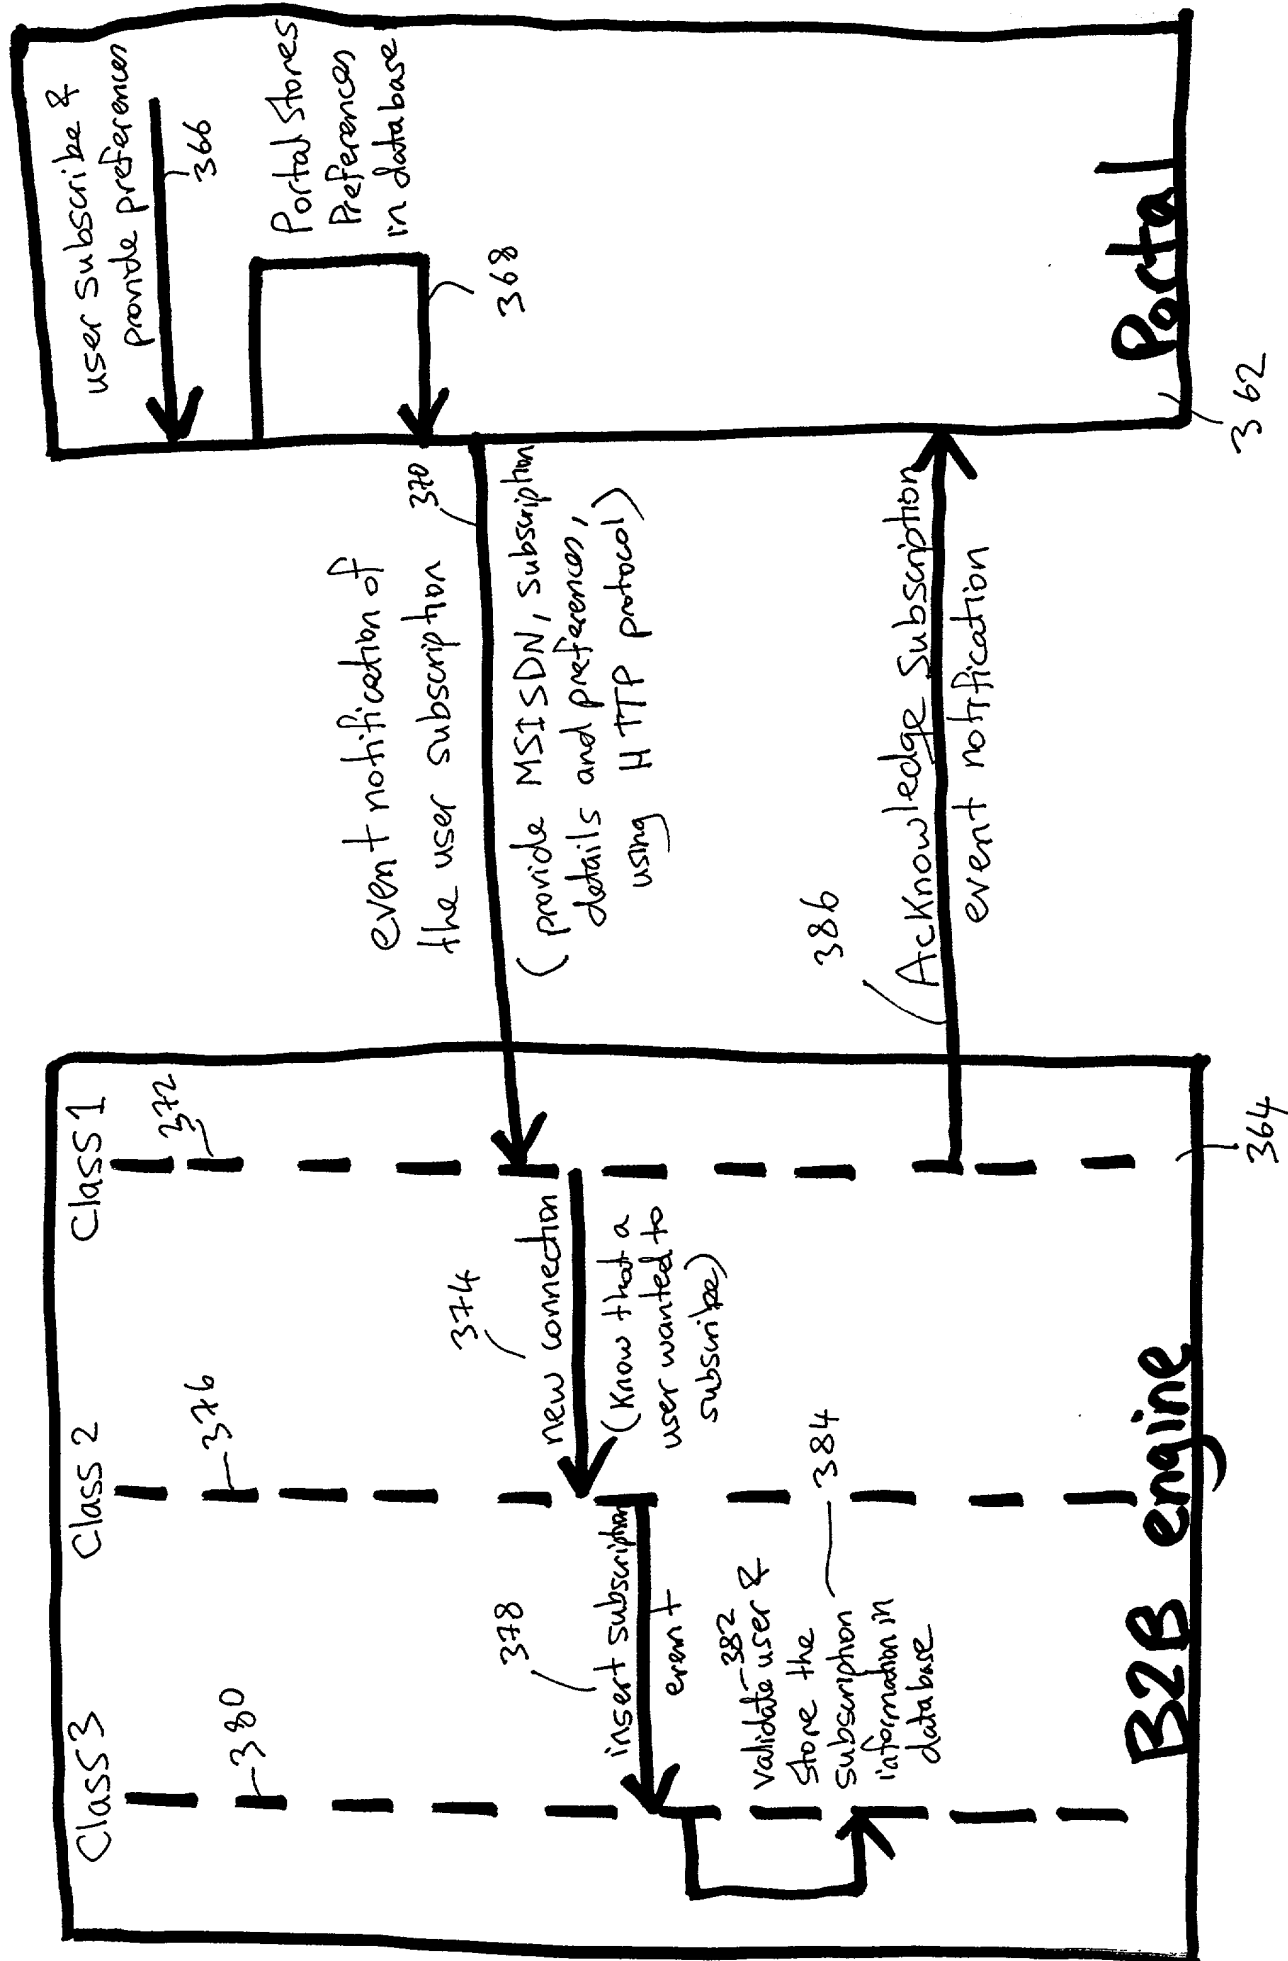 Class 3
380
Class 2
376
Class 1
372
user subscribe &
provide preferences
366
Portal stores
Preferences
in database
368
event notification of
the user subscription
370
(provide MSISDN, subscription
details and preferences,
using HTTP protocol)
374
new connection
(Know that a
user wanted to
subscribe)
378
insert subscription
event
382
validate user &
store the
subscription
384
information in
database
386
Acknowledge Subscription
event notification
B2B engine
364
Portal
362